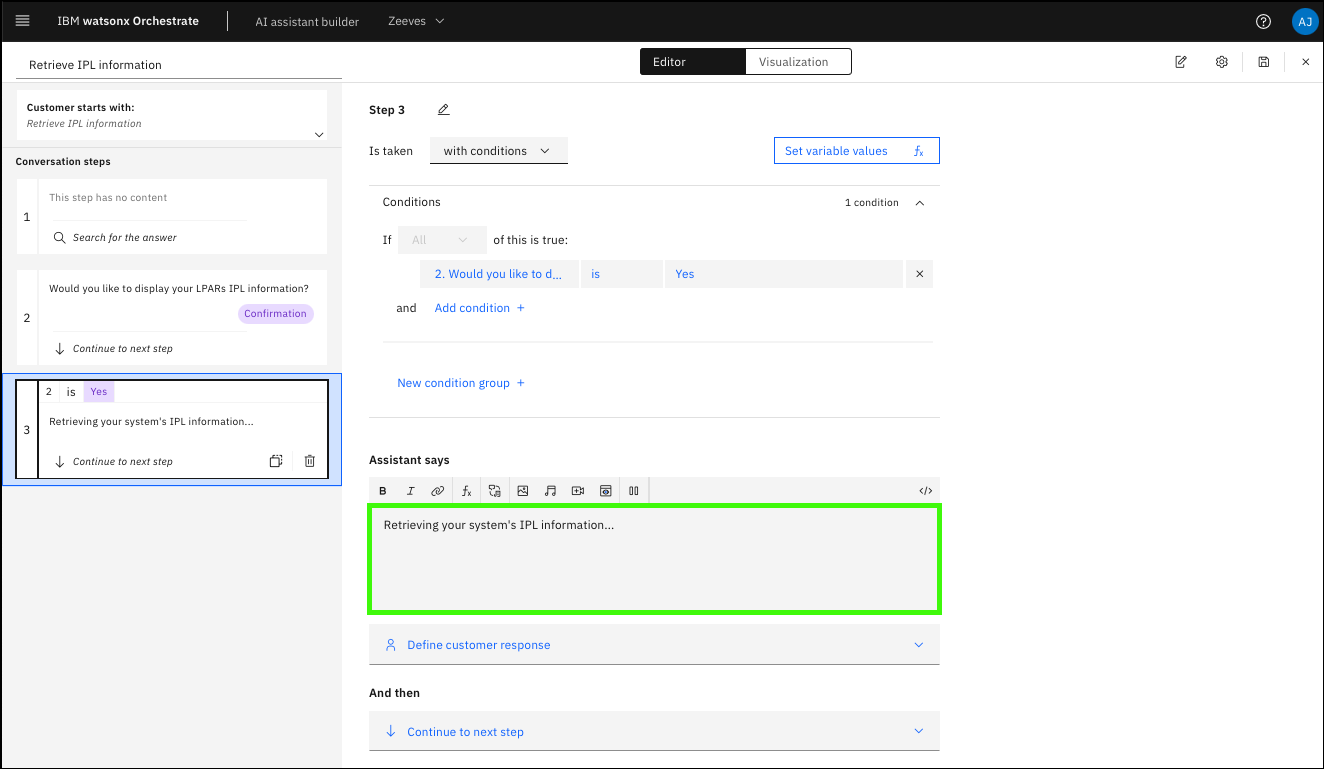 IBM watsonx Orchestrate AI assistant builder Zeeves AJ
Retrieve IPL information
Editor Visualization
Customer starts with:
Retrieve IPL information
Conversation steps
1
This step has no content
Search for the answer
2
Would you like to display your LPARs IPL information?
Confirmation
Continue to next step
3
2 is Yes
Retrieving your system's IPL information...
Continue to next step
Step 3
Is taken with conditions Set variable values fx
Conditions 1 condition
If All of this is true:
2. Would you like to d... is Yes
and Add condition +
New condition group +
Assistant says
B I fx </>
Retrieving your system's IPL information...
Define customer response
And then
Continue to next step